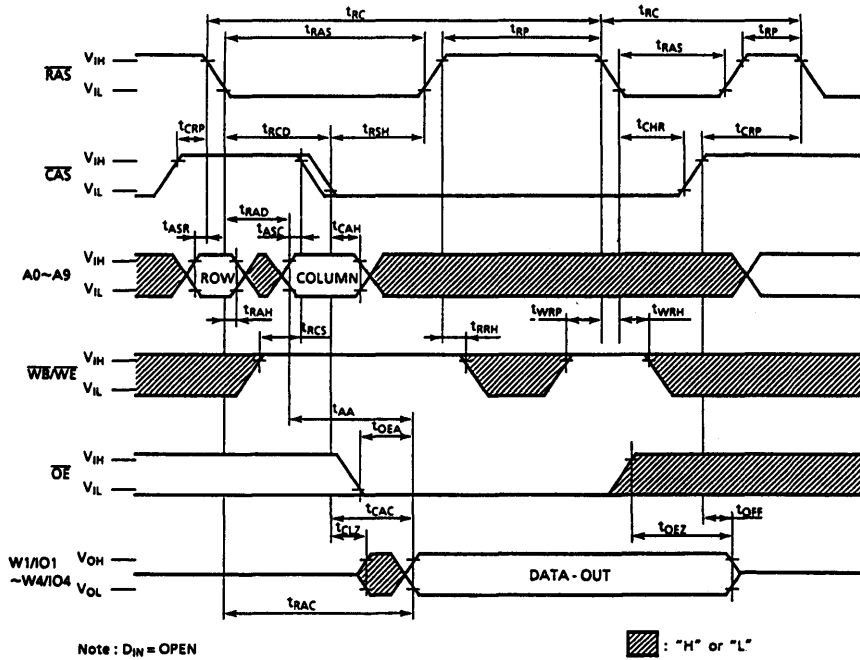 tRC tRC
tRAS tRP tRAS tRP
RAS VIH
VIL
tCRP tRCD tRSH tCHR tCRP
CAS VIH
VIL
tRAD
tASR tASC tCAH
A0~A9 VIH
VIL
ROW COLUMN
tRAH tRCS tRRH tWRP tWRH
WB/WE VIH
VIL
tAA
tOEA
OE VIH
VIL
tCAC tOFF
tCLZ tOEZ
W1/IO1
~W4/IO4
VOH
VOL
DATA - OUT
tRAC
Note : DIN = OPEN
: "H" or "L"